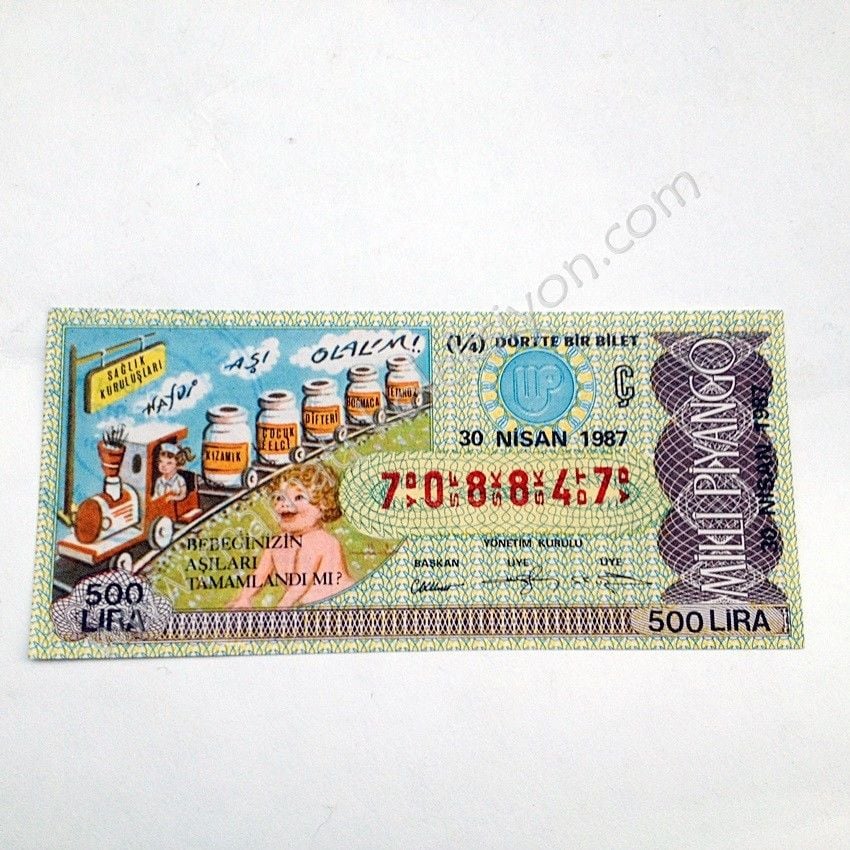 SAĞLIK
KURULUŞLARI
HAYDİ AŞI OLALIM!
KIZAMIK
ÇOCUK
FELCİ
DİFTERİ
BOĞMACA
TETANOZ
BEBEĞİNİZİN
AŞILARI
TAMAMLANDI MI?
500
LİRA
(1/4) DÖRTTE BİR BİLET
Ç
30 NİSAN 1987
708847
YÖNETİM KURULU
BAŞKAN ÜYE ÜYE
500 LİRA
MİLLİ PİYANGO
30 NİSAN 1987